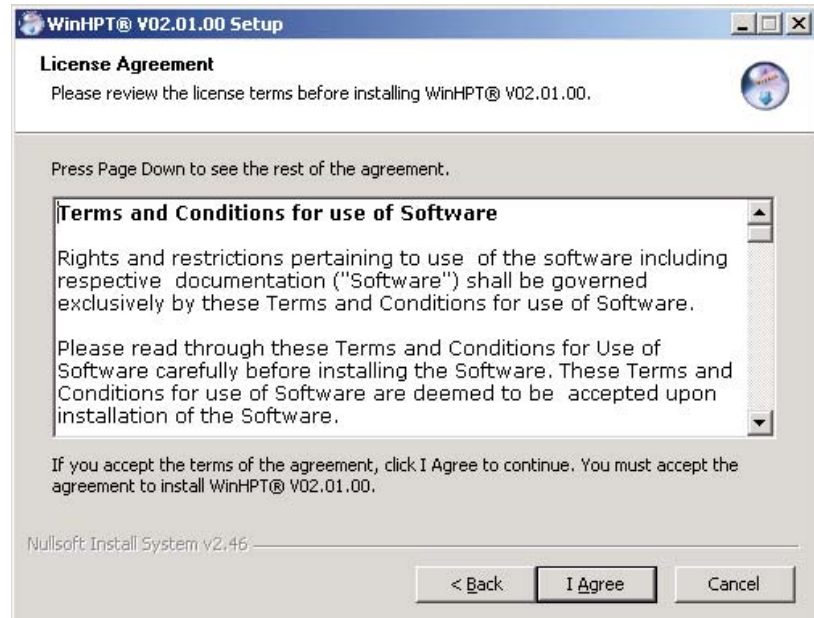 WinHPT® V02.01.00 Setup
License Agreement
Please review the license terms before installing WinHPT® V02.01.00.
Press Page Down to see the rest of the agreement.
Terms and Conditions for use of Software
Rights and restrictions pertaining to use of the software including
respective documentation ("Software") shall be governed
exclusively by these Terms and Conditions for use of Software.
Please read through these Terms and Conditions for Use of
Software carefully before installing the Software. These Terms and
Conditions for use of Software are deemed to be accepted upon
installation of the Software.
If you accept the terms of the agreement, click I Agree to continue. You must accept the
agreement to install WinHPT® V02.01.00.
Nullsoft Install System v2.46
< Back
I Agree
Cancel